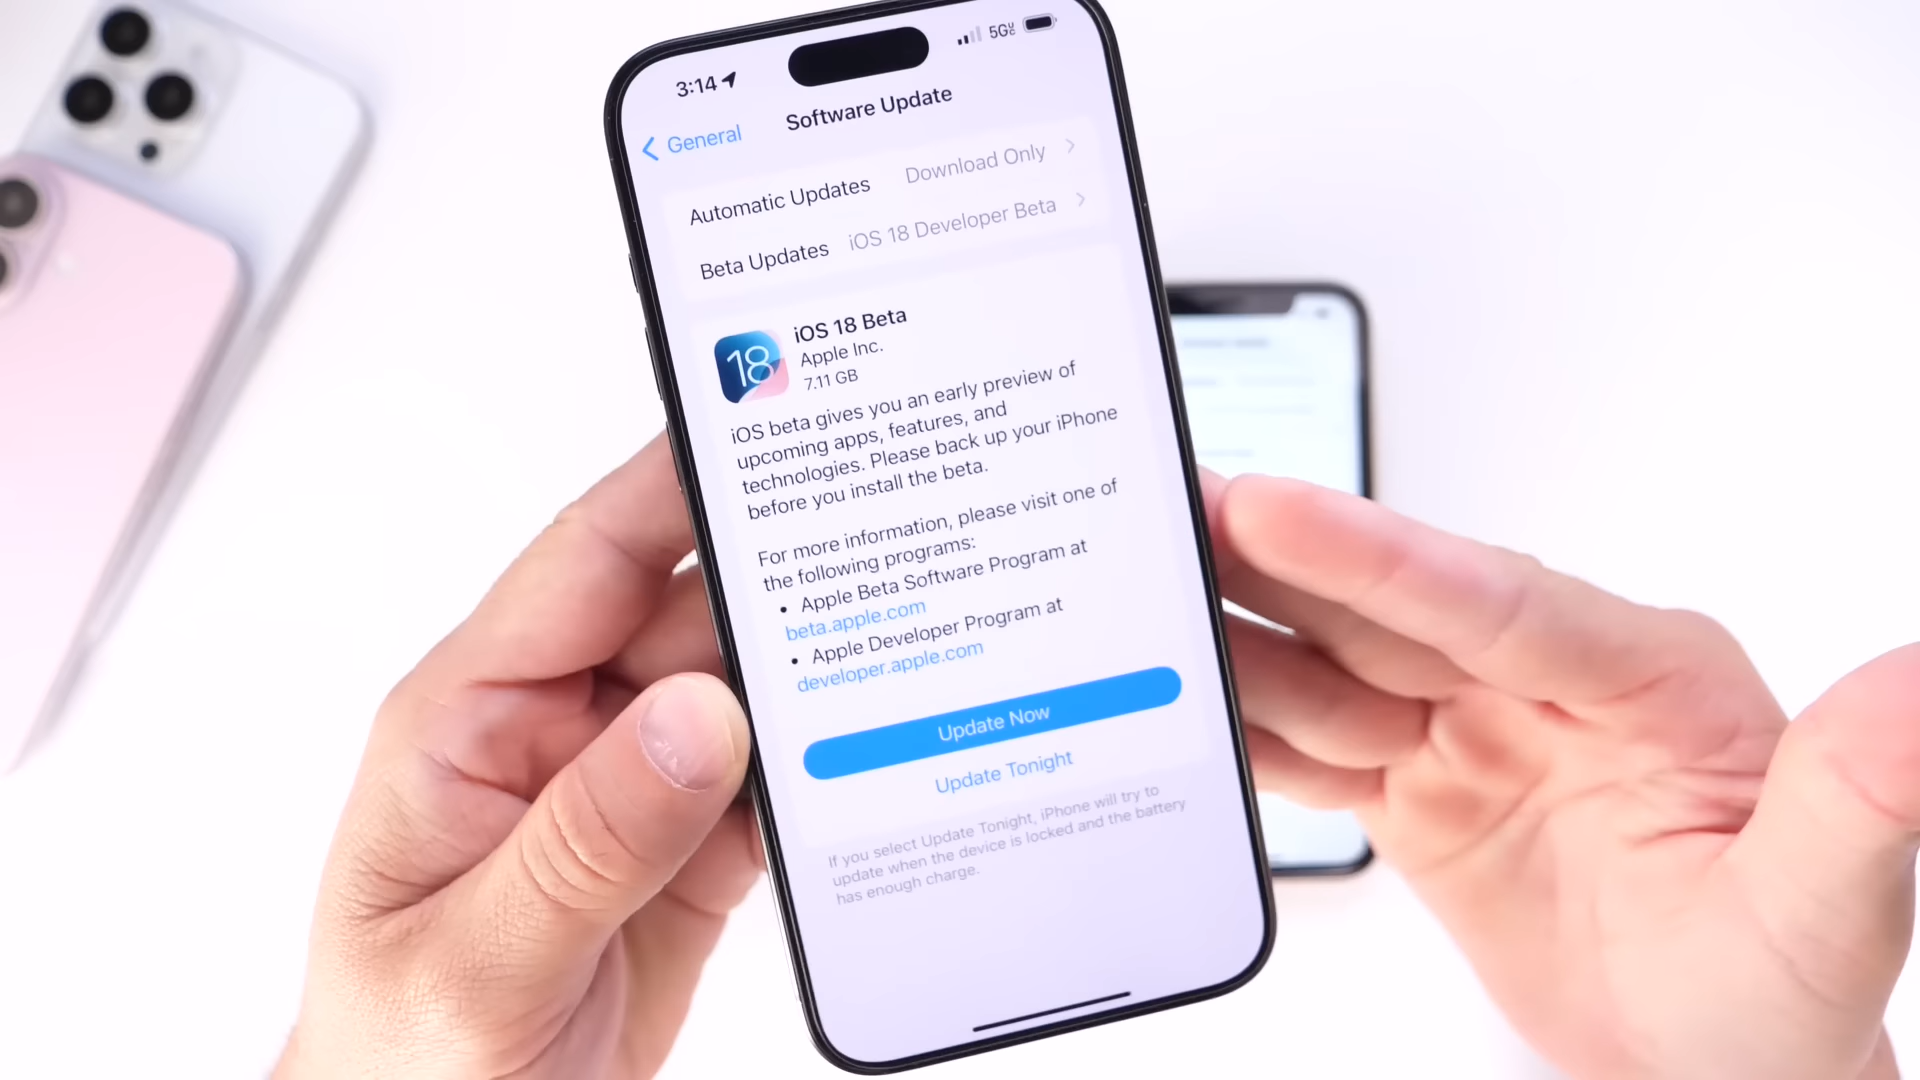 3:14
5G UC
General
Software Update
Automatic Updates Download Only
Beta Updates iOS 18 Developer Beta
18
iOS 18 Beta
Apple Inc.
7.11 GB
iOS beta gives you an early preview of
upcoming apps, features, and
technologies. Please back up your iPhone
before you install the beta.
For more information, please visit one of
the following programs:
• Apple Beta Software Program at
beta.apple.com
• Apple Developer Program at
developer.apple.com
Update Now
Update Tonight
If you select Update Tonight, iPhone will try to
update when the device is locked and the battery
has enough charge.